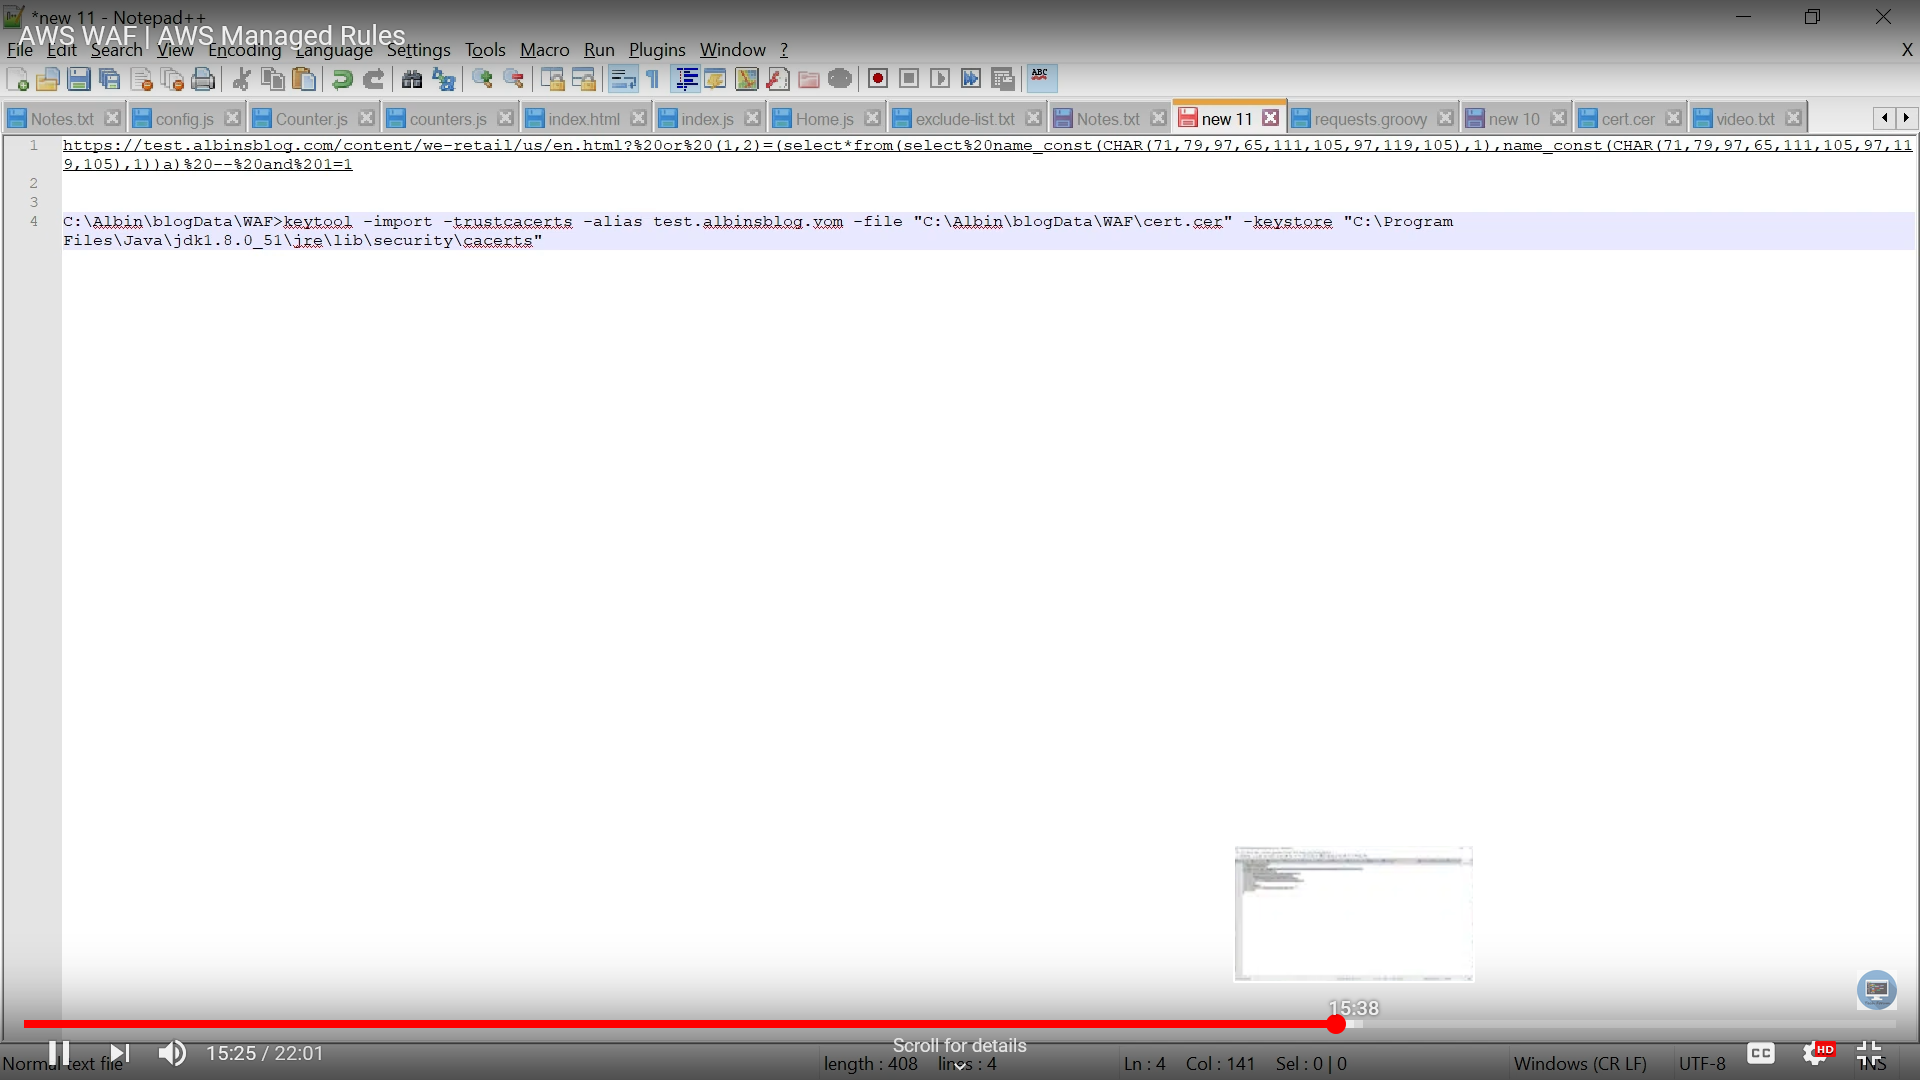 *new 11 - Notepad++
AWS WAF | AWS Managed Rules
File Edit Search View Encoding Language Settings Tools Macro Run Plugins Window ? X
ABC
Notes.txt config.js Counter.js counters.js index.html index.js Home.js exclude-list.txt Notes.txt new 11 requests.groovy new 10 cert.cer video.txt
1 https://test.albinsblog.com/content/we-retail/us/en.html?%20or%20(1,2)=(select*from(select%20name_const(CHAR(71,79,97,65,111,105,97,119,105),1),name_const(CHAR(71,79,97,65,111,105,97,11
9,105),1))a)%20--%20and%201=1
2
3
4 C:\Albin\blogData\WAF>keytool -import -trustcacerts -alias test.albinsblog.yom -file "C:\Albin\blogData\WAF\cert.cer" -keystore "C:\Program
Files\Java\jdk1.8.0_51\jre\lib\security\cacerts"
15:38
15:25 / 22:01
Scroll for details
CC HD
Normal text file length : 408 lines : 4 Ln : 4 Col : 141 Sel : 0 | 0 Windows (CR LF) UTF-8 INS